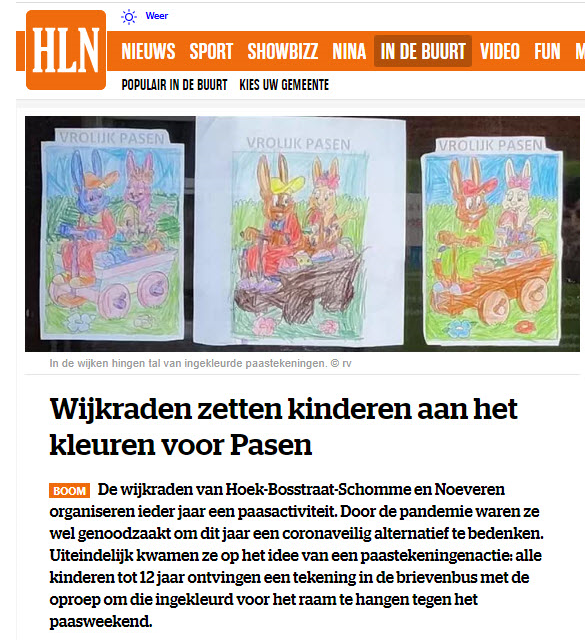 Weer
HLN
NIEUWS SPORT SHOWBIZZ NINA IN DE BUURT VIDEO FUN M
POPULAIR IN DE BUURT KIES UW GEMEENTE
VROLIJK PASEN
VROLIJK PASEN
VROLIJK PASEN
In de wijken hingen tal van ingekleurde paastekeningen. © rv
Wijkraden zetten kinderen aan het
kleuren voor Pasen
BOOM De wijkraden van Hoek-Bosstraat-Schomme en Noeveren
organiseren ieder jaar een paasactiviteit. Door de pandemie waren ze
wel genoodzaakt om dit jaar een coronaveilig alternatief te bedenken.
Uiteindelijk kwamen ze op het idee van een paastekeningenactie: alle
kinderen tot 12 jaar ontvingen een tekening in de brievenbus met de
oproep om die ingekleurd voor het raam te hangen tegen het
paasweekend.